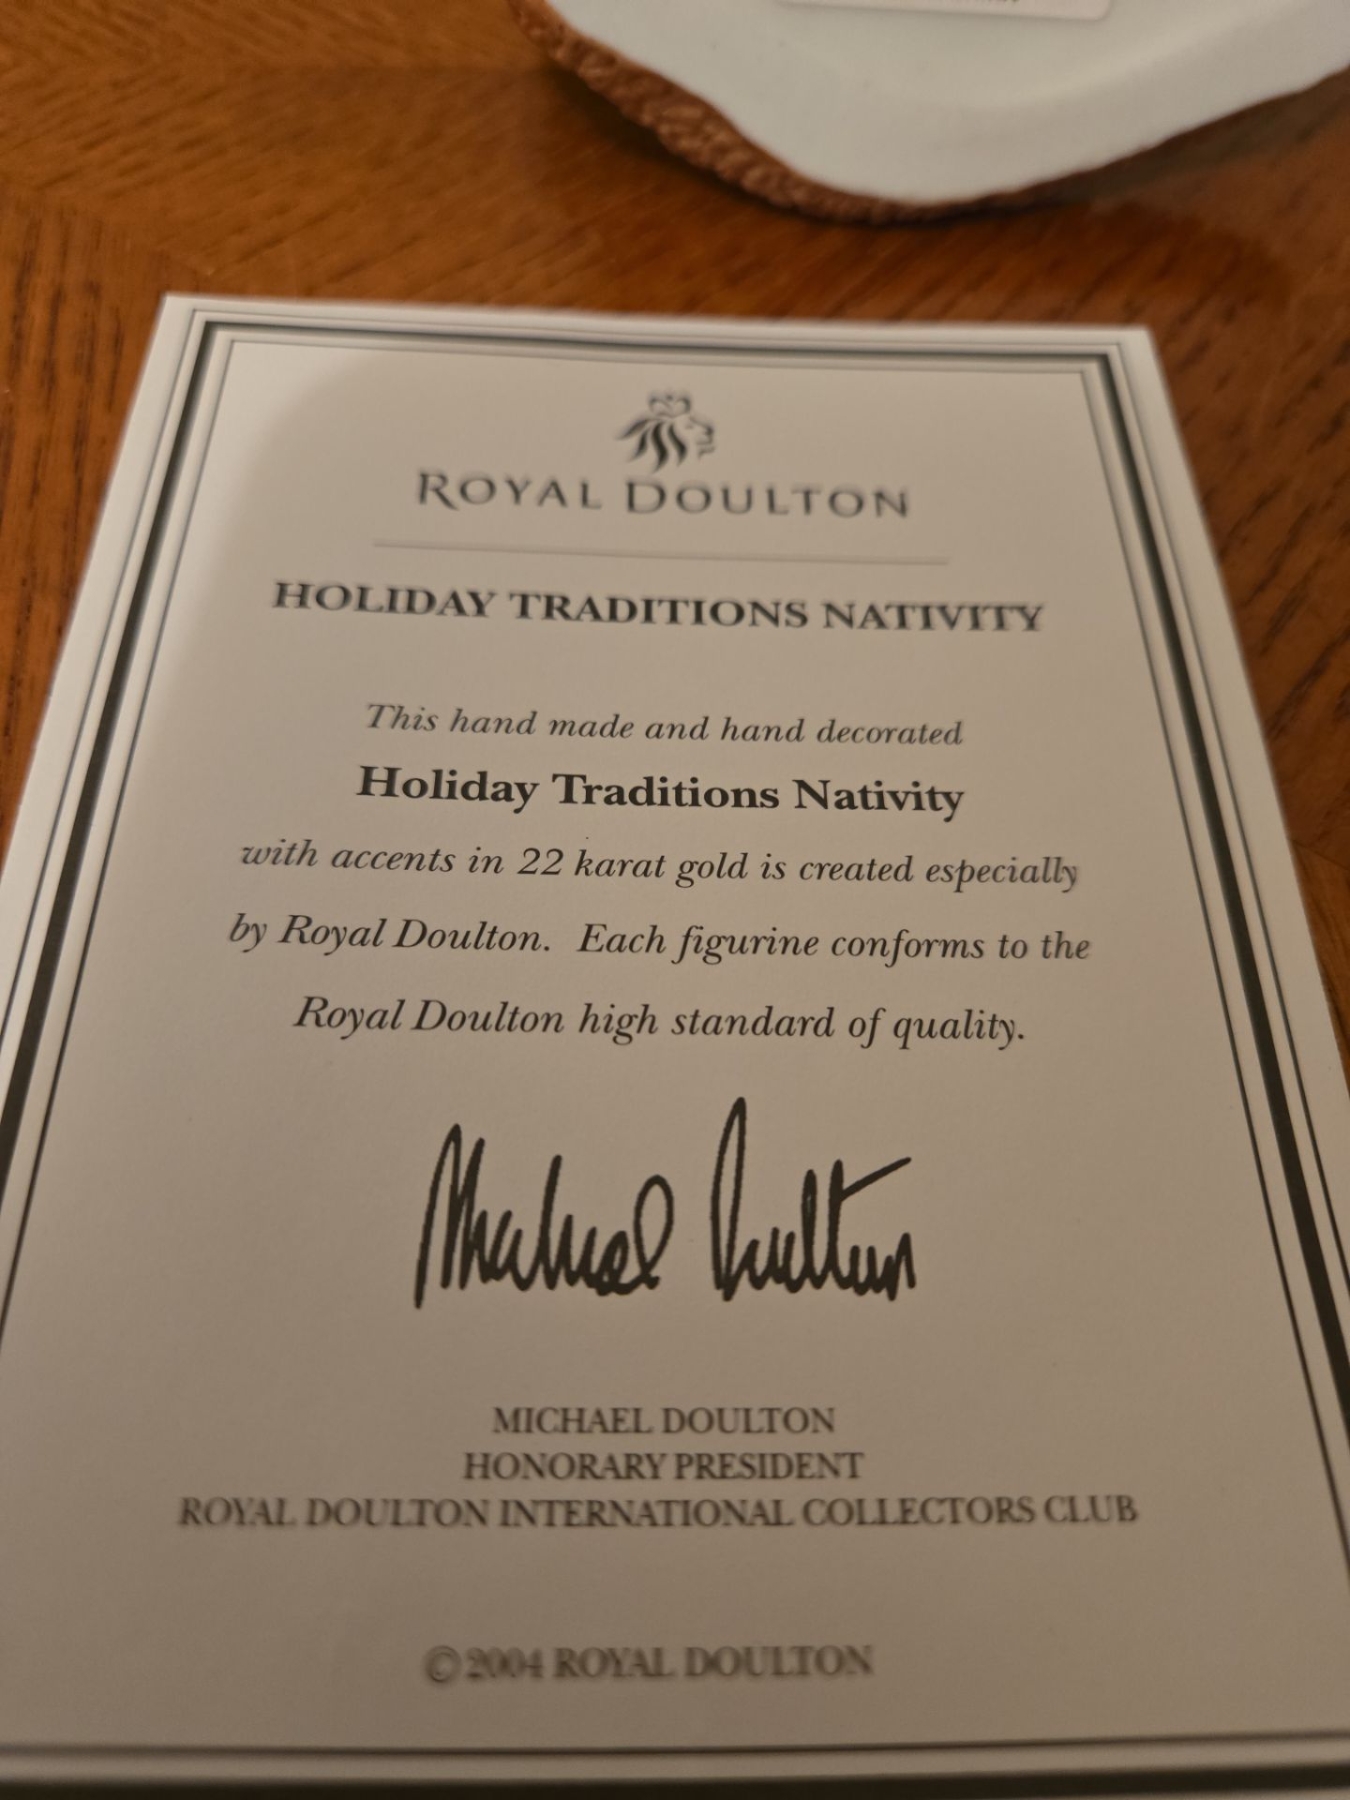 ROYAL DOULTON
HOLIDAY TRADITIONS NATIVITY
This hand made and hand decorated
Holiday Traditions Nativity
with accents in 22 karat gold is created especially
by Royal Doulton. Each figurine conforms to the
Royal Doulton high standard of quality.
Michael Doulton
MICHAEL DOULTON
HONORARY PRESIDENT
ROYAL DOULTON INTERNATIONAL COLLECTORS CLUB
© 2004 ROYAL DOULTON